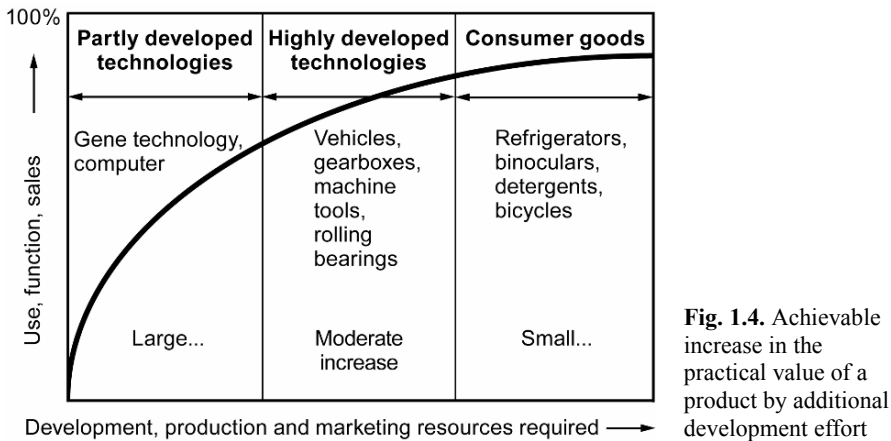 100%
Partly developed
technologies
Highly developed
technologies
Consumer goods
Gene technology,
computer
Vehicles,
gearboxes,
machine
tools,
rolling
bearings
Refrigerators,
binoculars,
detergents,
bicycles
Use, function, sales
Large...
Moderate
increase
Small...
Development, production and marketing resources required
Fig. 1.4. Achievable
increase in the
practical value of a
product by additional
development effort